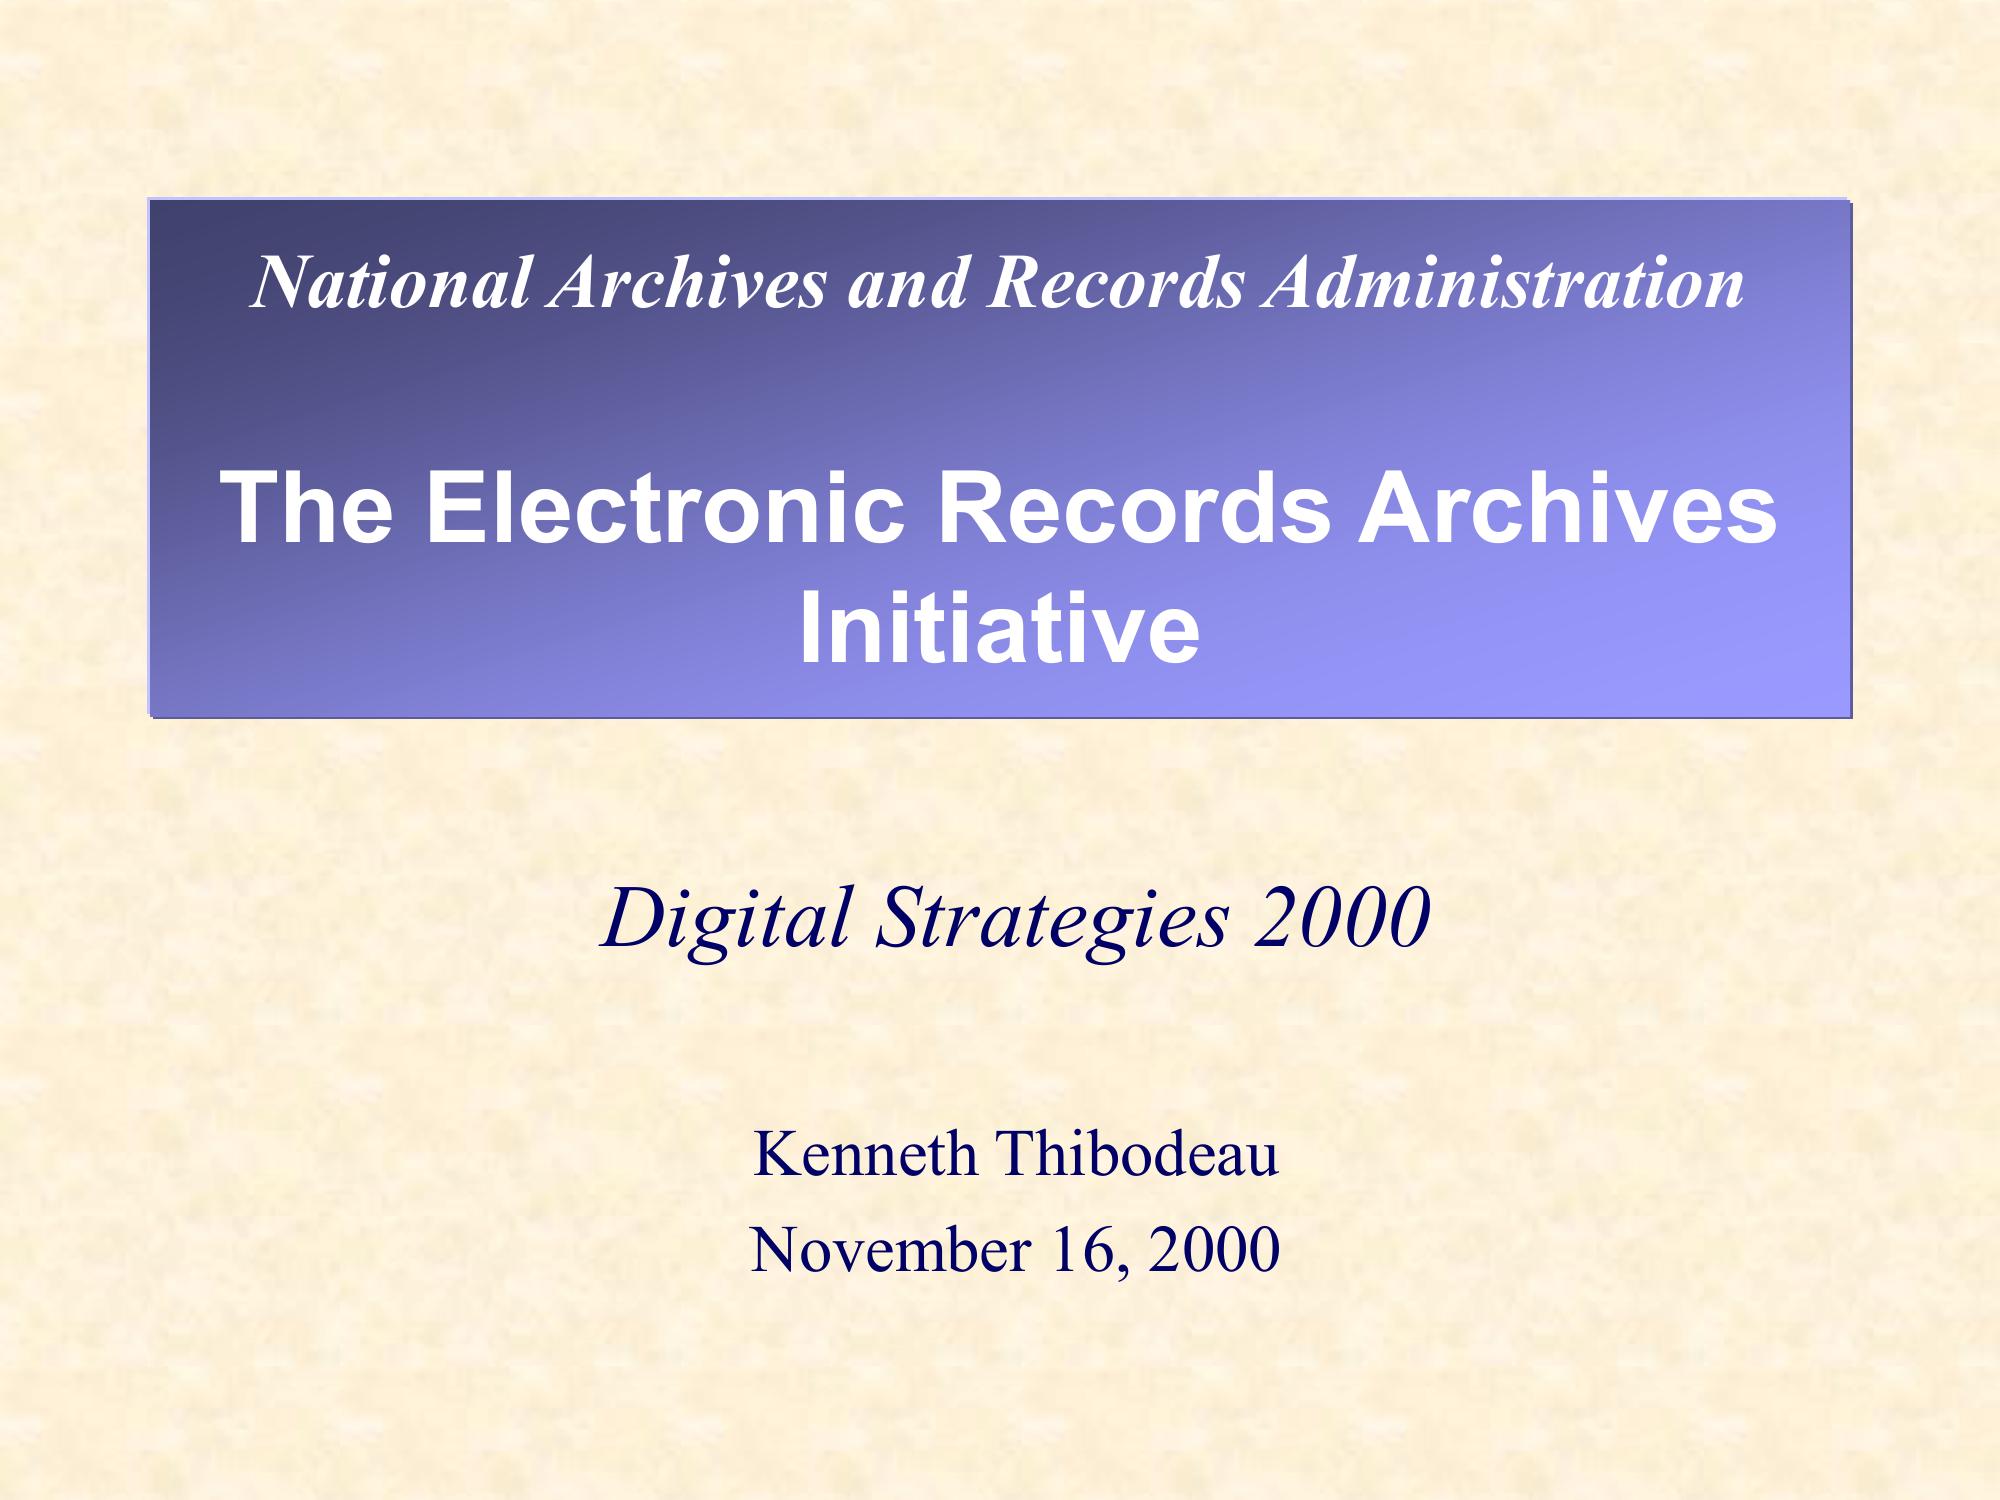 National Archives and Records Administration
The Electronic Records Archives
Initiative
Digital Strategies 2000
Kenneth Thibodeau
November 16, 2000